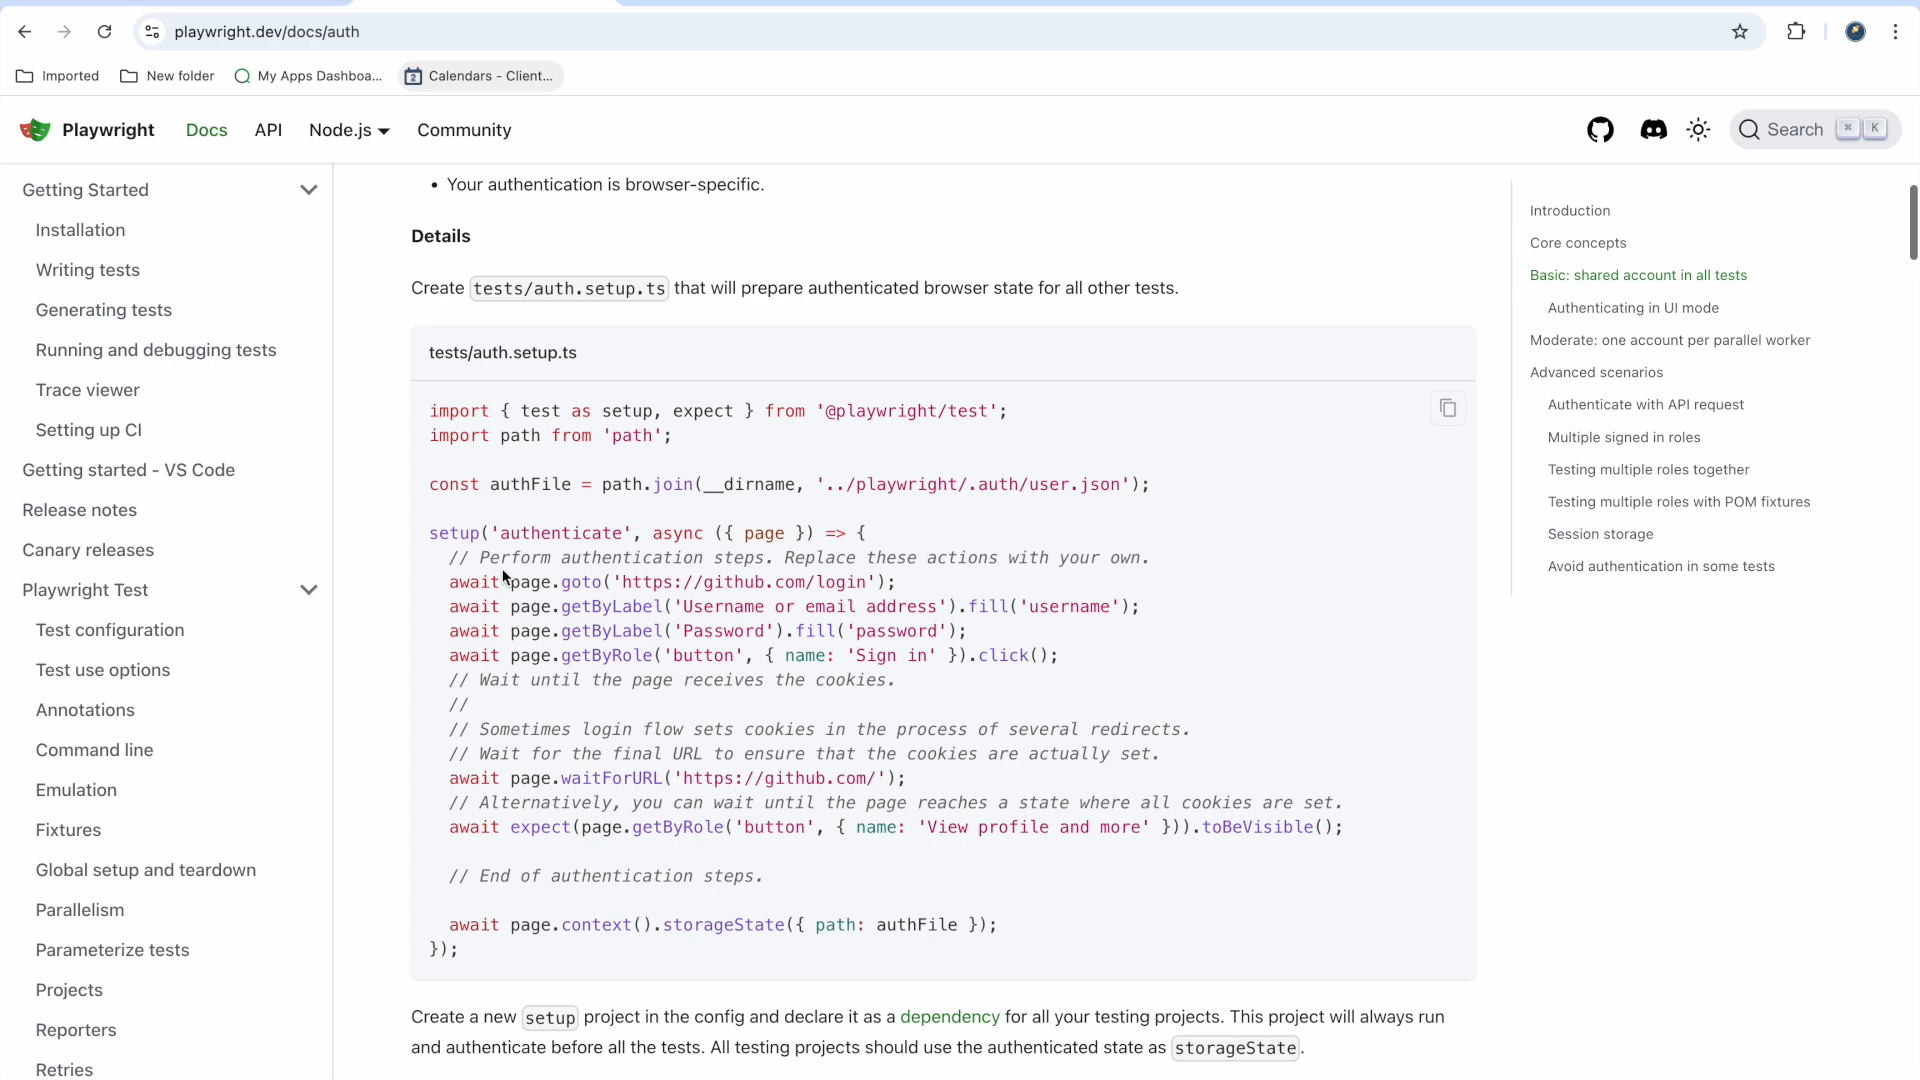 playwright.dev/docs/auth
Imported
New folder
My Apps Dashboa...
2
Calendars - Client...
Playwright
Docs
API
Node.js
Community
Search
⌘
K
Getting Started
Installation
Writing tests
Generating tests
Running and debugging tests
Trace viewer
Setting up CI
Getting started - VS Code
Release notes
Canary releases
Playwright Test
Test configuration
Test use options
Annotations
Command line
Emulation
Fixtures
Global setup and teardown
Parallelism
Parameterize tests
Projects
Reporters
Retries
• Your authentication is browser-specific.
Details
Create tests/auth.setup.ts that will prepare authenticated browser state for all other tests.
tests/auth.setup.ts
import { test as setup, expect } from '@playwright/test';
import path from 'path';
const authFile = path.join(__dirname, '../playwright/.auth/user.json');
setup('authenticate', async ({ page }) => {
// Perform authentication steps. Replace these actions with your own.
await page.goto('https://github.com/login');
await page.getByLabel('Username or email address').fill('username');
await page.getByLabel('Password').fill('password');
await page.getByRole('button', { name: 'Sign in' }).click();
// Wait until the page receives the cookies.
//
// Sometimes login flow sets cookies in the process of several redirects.
// Wait for the final URL to ensure that the cookies are actually set.
await page.waitForURL('https://github.com/');
// Alternatively, you can wait until the page reaches a state where all cookies are set.
await expect(page.getByRole('button', { name: 'View profile and more' })).toBeVisible();
// End of authentication steps.
await page.context().storageState({ path: authFile });
});
Create a new setup project in the config and declare it as a dependency for all your testing projects. This project will always run
and authenticate before all the tests. All testing projects should use the authenticated state as storageState.
Introduction
Core concepts
Basic: shared account in all tests
Authenticating in UI mode
Moderate: one account per parallel worker
Advanced scenarios
Authenticate with API request
Multiple signed in roles
Testing multiple roles together
Testing multiple roles with POM fixtures
Session storage
Avoid authentication in some tests